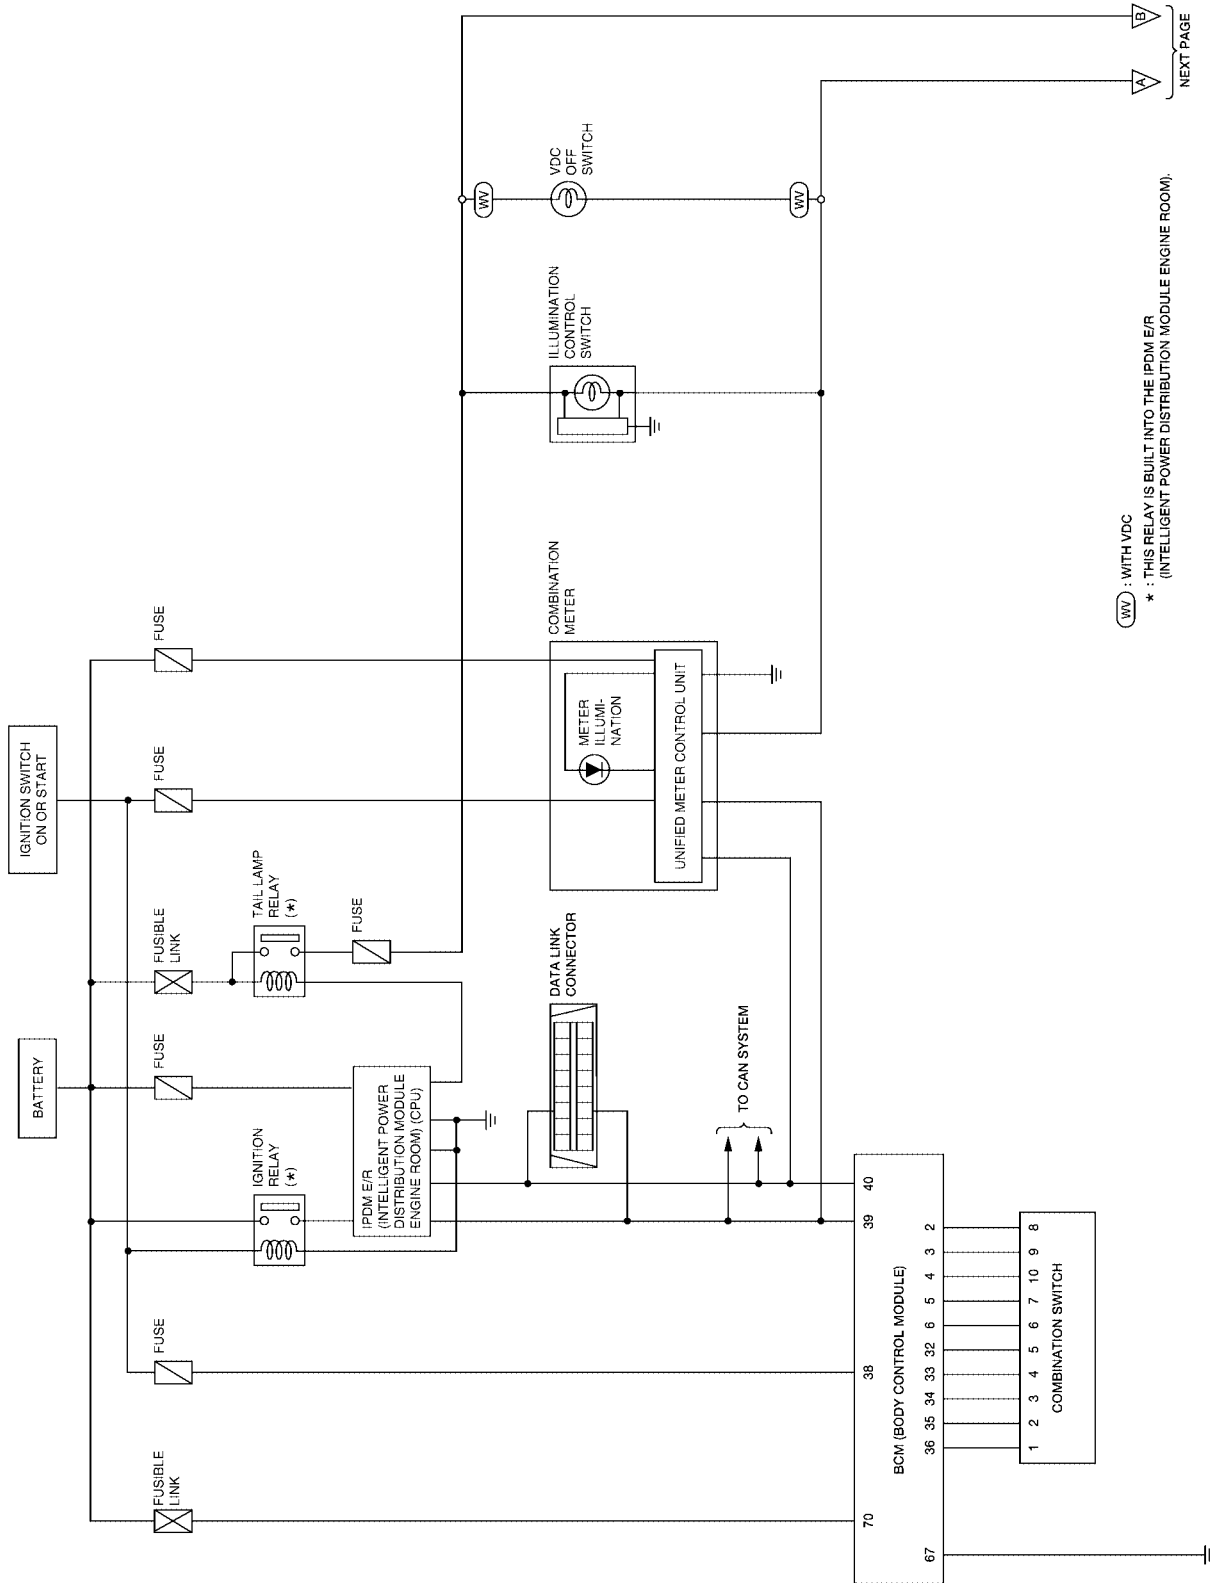 BATTERY
IGNITION SWITCH
ON OR START
FUSIBLE
LINK
FUSE
IGNITION
RELAY
(*)
FUSE
FUSIBLE
LINK
TAIL LAMP
RELAY
(*)
FUSE
FUSE
FUSE
IPDM E/R
(INTELLIGENT POWER
DISTRIBUTION MODULE
ENGINE ROOM) (CPU)
DATA LINK
CONNECTOR
COMBINATION
METER
METER
ILLUMI-
NATION
UNIFIED METER CONTROL UNIT
ILLUMINATION
CONTROL
SWITCH
WV
VDC
OFF
SWITCH
WV
TO CAN SYSTEM
70
38
39
40
BCM (BODY CONTROL MODULE)
67
36
35
34
33
32
6
5
4
3
2
1
2
3
4
5
6
7
10
9
8
COMBINATION SWITCH
A
B
NEXT PAGE
WV : WITH VDC
* : THIS RELAY IS BUILT INTO THE IPDM E/R
(INTELLIGENT POWER DISTRIBUTION MODULE ENGINE ROOM).